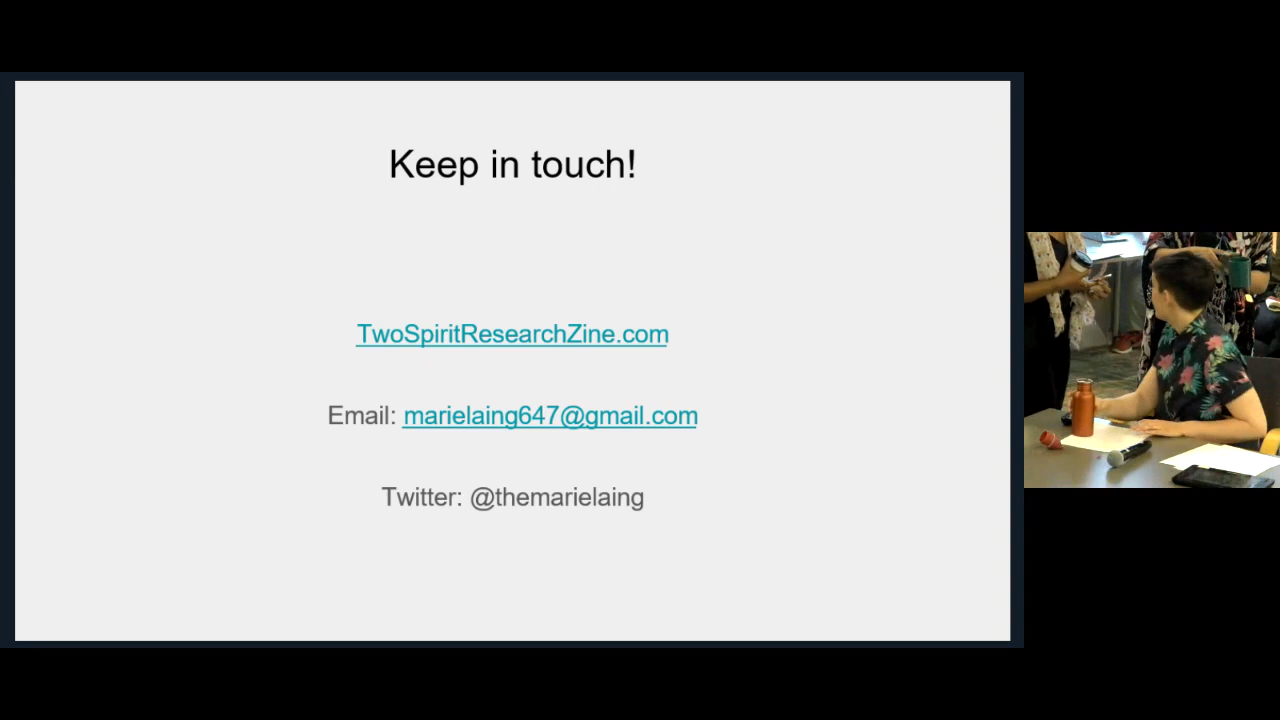 Keep in touch!
TwoSpiritResearchZine.com
Email: marielaing647@gmail.com
Twitter: @themarielaing